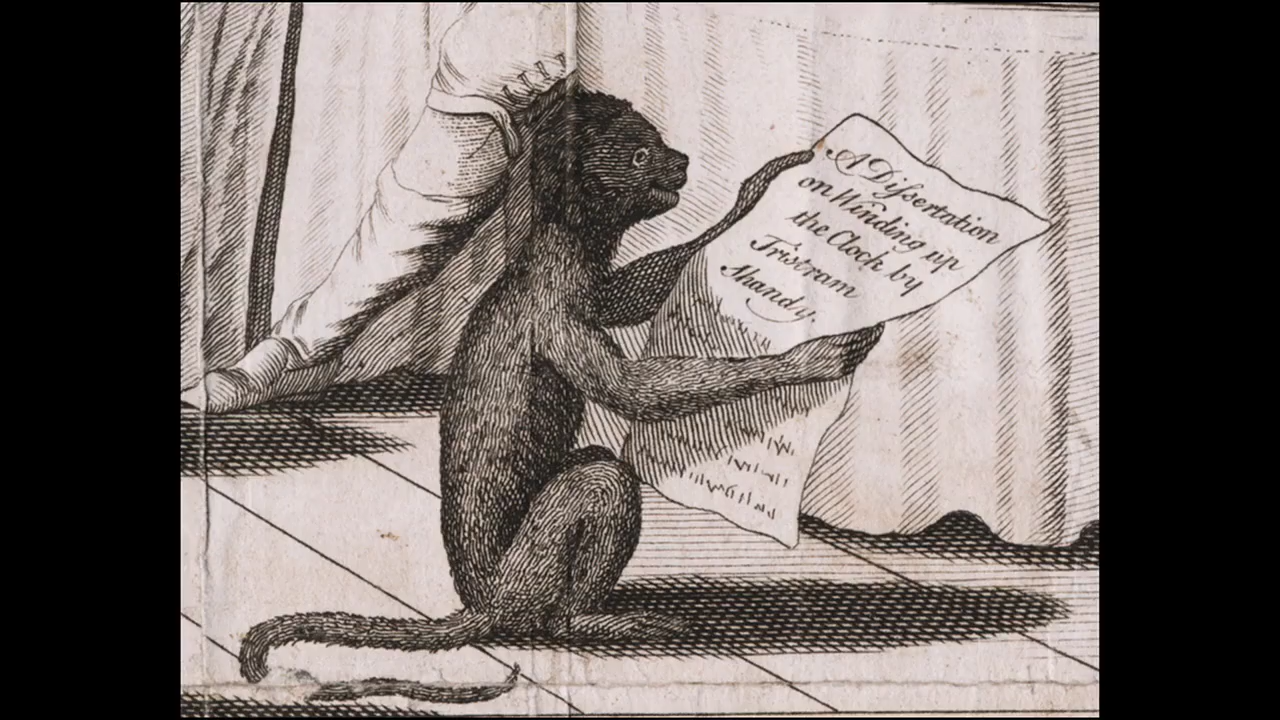 A Dissertation
on Winding up
the Clock by
Tristram
Shandy.